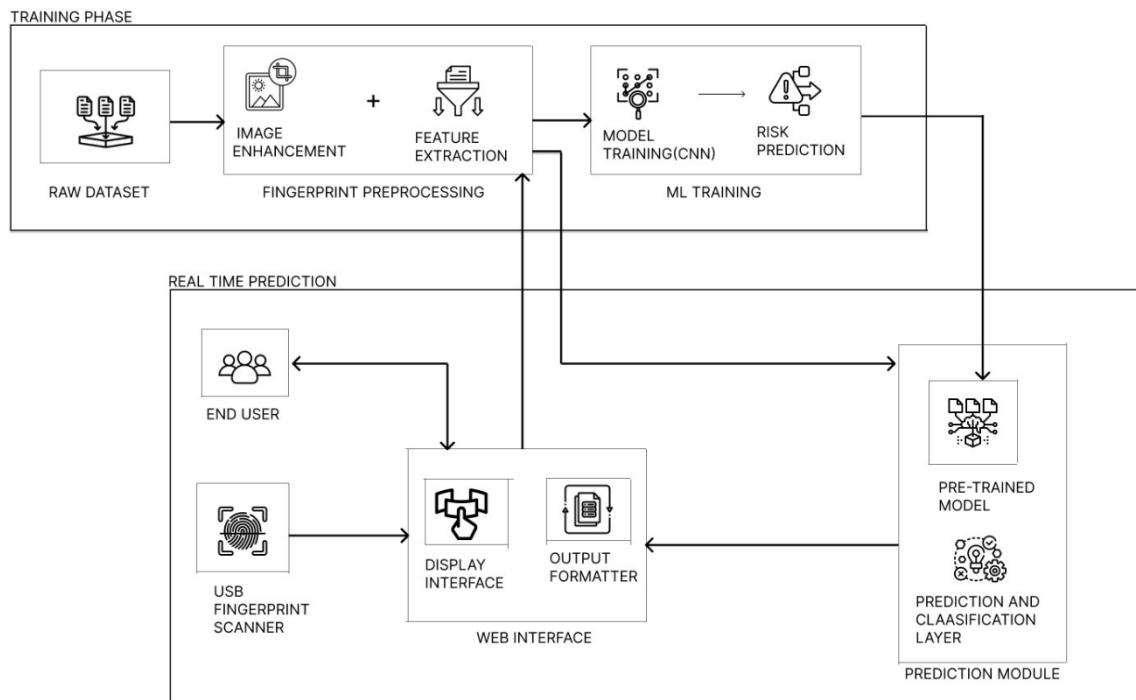 TRAINING PHASE
IMAGE
ENHANCEMENT
+
FEATURE
EXTRACTION
MODEL
TRAINING(CNN)
RISK
PREDICTION
RAW DATASET
FINGERPRINT PREPROCESSING
ML TRAINING
REAL TIME PREDICTION
END USER
USB
FINGERPRINT
SCANNER
DISPLAY
INTERFACE
OUTPUT
FORMATTER
WEB INTERFACE
PRE-TRAINED
MODEL
PREDICTION AND
CLAASIFICATION
LAYER
PREDICTION MODULE